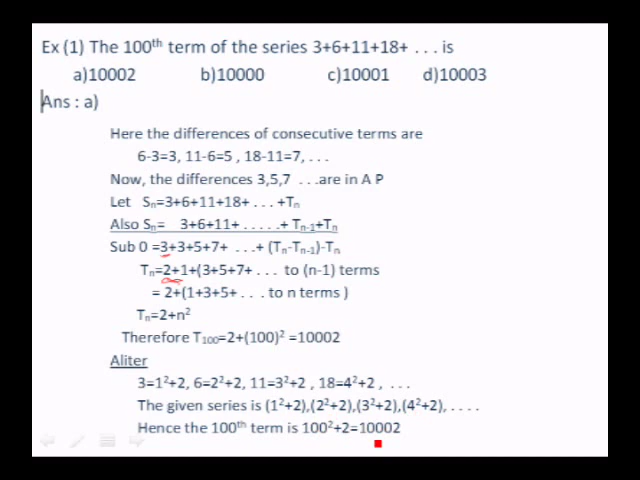 Ex (1) The 100th term of the series 3+6+11+18+ . . . is
a)10002 b)10000 c)10001 d)10003
Ans : a)
Here the differences of consecutive terms are
6-3=3, 11-6=5 , 18-11=7, . . .
Now, the differences 3,5,7 . . .are in A P
Let Sn=3+6+11+18+ . . . +Tn
Also Sn= 3+6+11+ . . . . .+ Tn-1+Tn
Sub 0 =3+3+5+7+ . . .+ (Tn-Tn-1)-Tn
Tn=2+1+(3+5+7+ . . . to (n-1) terms
= 2+(1+3+5+ . . . to n terms )
Tn=2+n²
Therefore T100=2+(100)² =10002
Aliter
3=1²+2, 6=2²+2, 11=3²+2 , 18=4²+2 , . . .
The given series is (1²+2),(2²+2),(3²+2),(4²+2), . . . .
Hence the 100th term is 100²+2=10002